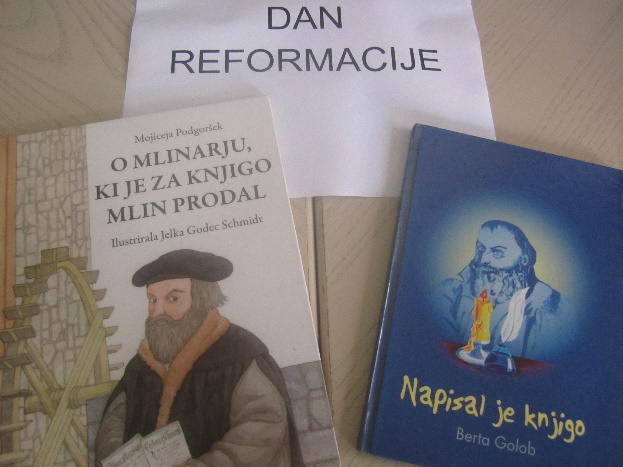 DAN
REFORMACIJE
Mojiceja Podgoršek
O MLINARJU,
KI JE ZA KNJIGO
MLIN PRODAL
Ilustrirala Jelka Godec Schmidt
Napisal je knjigo
Berta Golob